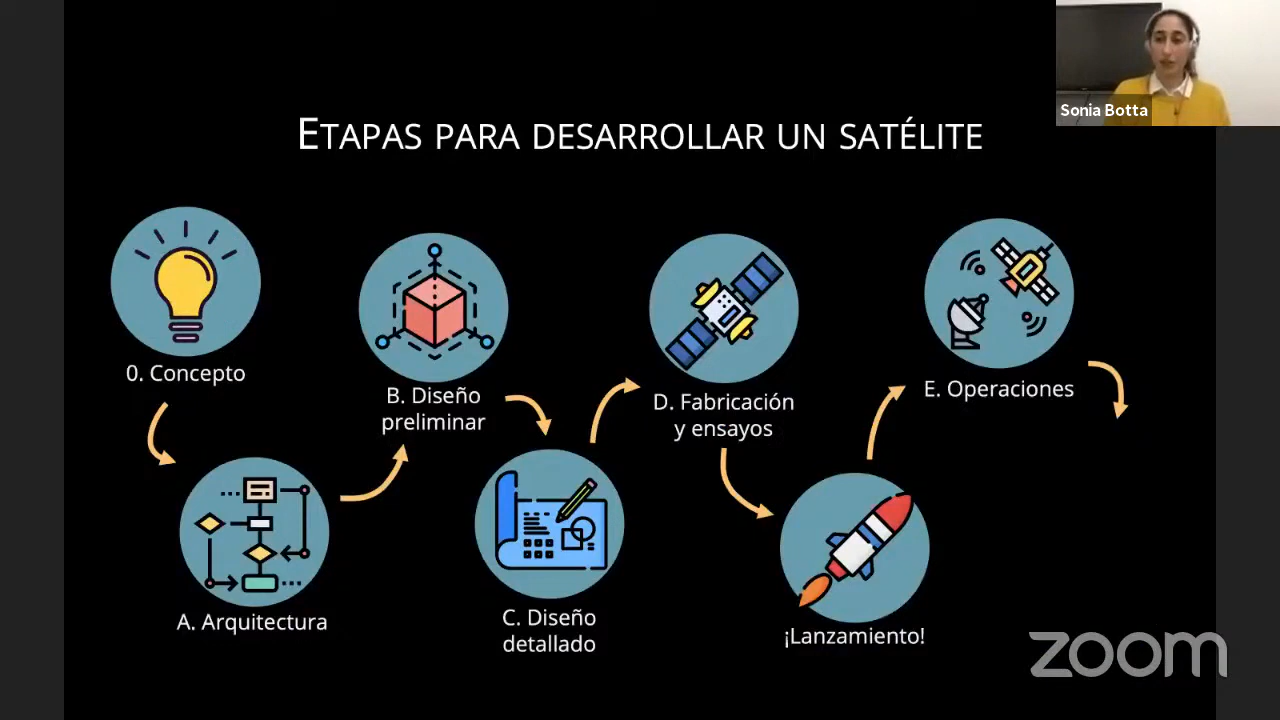 Sonia Botta
ETAPAS PARA DESARROLLAR UN SATÉLITE
0. Concepto
A. Arquitectura
B. Diseño
preliminar
C. Diseño
detallado
D. Fabricación
y ensayos
¡Lanzamiento!
E. Operaciones
zoom